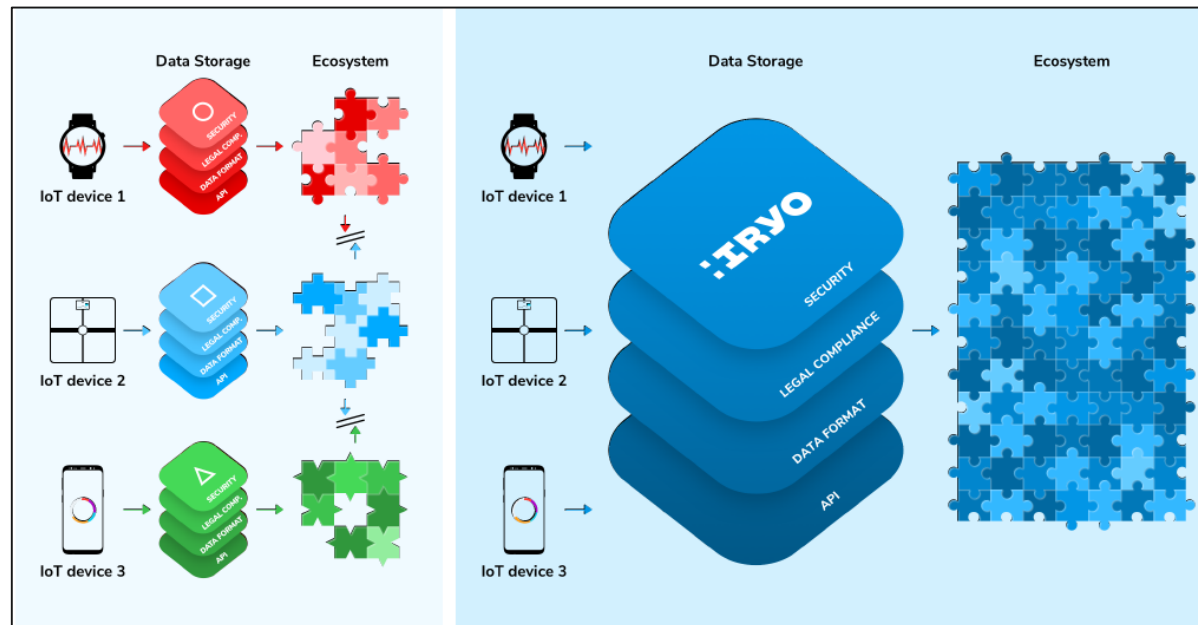 Data Storage
Ecosystem
IoT device 1
SECURITY
LEGAL COMP.
DATA FORMAT
API
IoT device 2
SECURITY
LEGAL COMP.
DATA FORMAT
API
IoT device 3
SECURITY
LEGAL COMP.
DATA FORMAT
API
Data Storage
Ecosystem
IoT device 1
IoT device 2
IoT device 3
IRYO
SECURITY
LEGAL COMPLIANCE
DATA FORMAT
API